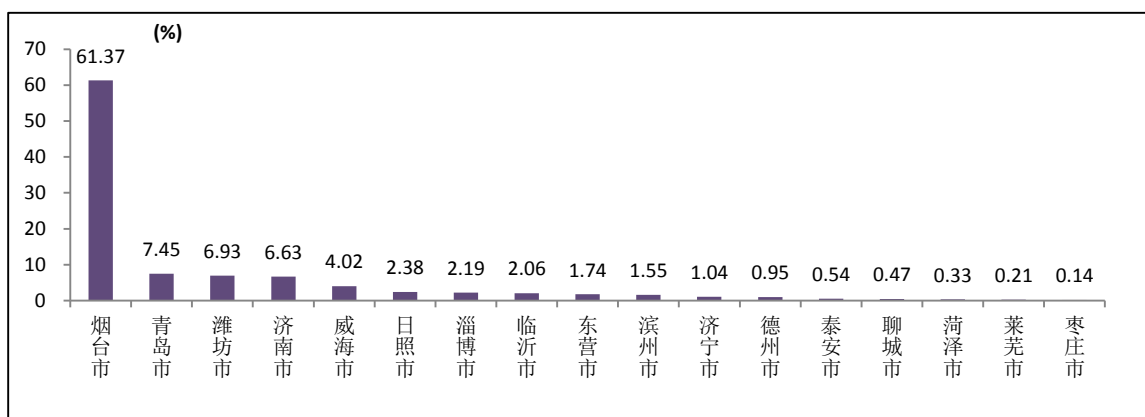 (%)
70
60
50
40
30
20
10
0
61.37
7.45
6.93
6.63
4.02
2.38
2.19
2.06
1.74
1.55
1.04
0.95
0.54
0.47
0.33
0.21
0.14
烟台市
青岛市
潍坊市
济南市
威海市
日照市
淄博市
临沂市
东营市
滨州市
济宁市
德州市
泰安市
聊城市
菏泽市
莱芜市
枣庄市